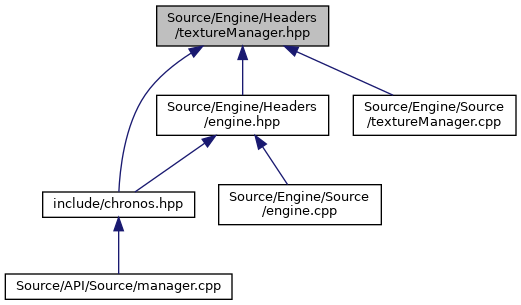 Source/Engine/Headers
/textureManager.hpp
Source/Engine/Headers
/engine.hpp
Source/Engine/Source
/textureManager.cpp
include/chronos.hpp
Source/Engine/Source
/engine.cpp
Source/API/Source/manager.cpp